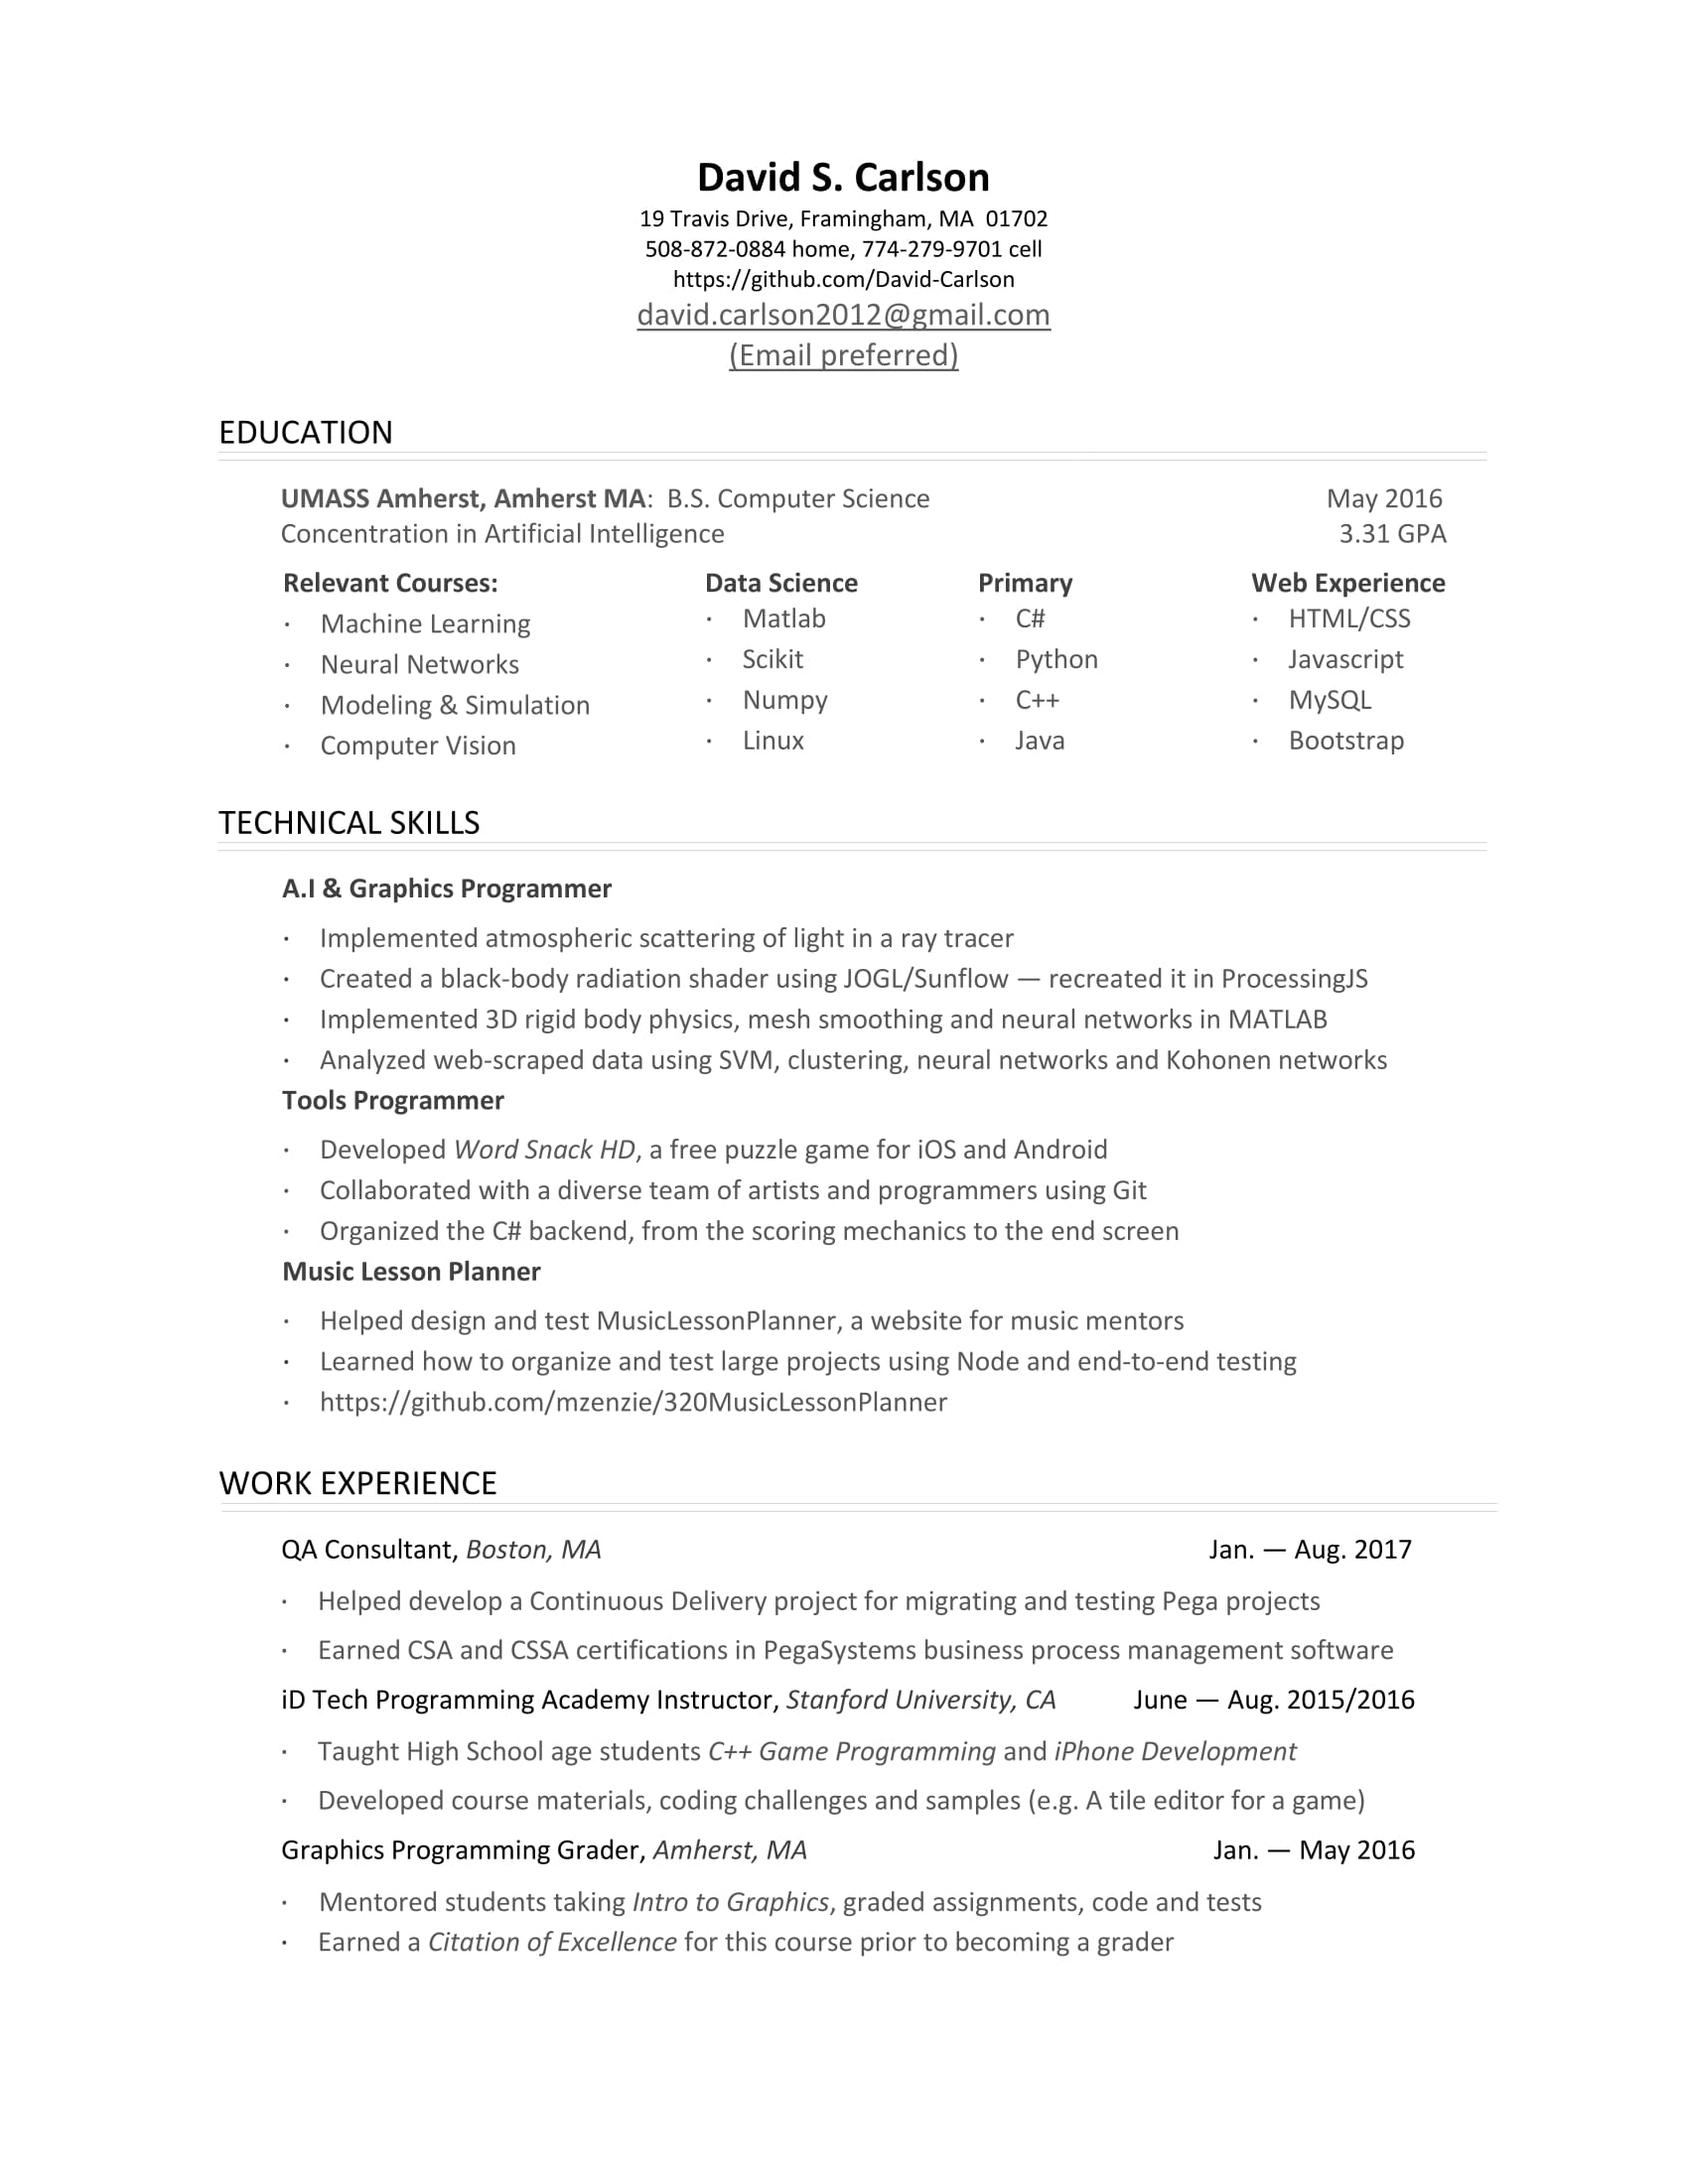 David S. Carlson
19 Travis Drive, Framingham, MA  01702
508-872-0884 home, 774-279-9701 cell
https://github.com/David-Carlson
david.carlson2012@gmail.com
(Email preferred)
EDUCATION
UMASS Amherst, Amherst MA:  B.S. Computer Science May 2016
Concentration in Artificial Intelligence 3.31 GPA
Relevant Courses:
· Machine Learning
· Neural Networks
· Modeling & Simulation
· Computer Vision
Data Science
· Matlab
· Scikit
· Numpy
· Linux
Primary
· C#
· Python
· C++
· Java
Web Experience
· HTML/CSS
· Javascript
· MySQL
· Bootstrap
TECHNICAL SKILLS
A.I & Graphics Programmer
· Implemented atmospheric scattering of light in a ray tracer
· Created a black-body radiation shader using JOGL/Sunflow — recreated it in ProcessingJS
· Implemented 3D rigid body physics, mesh smoothing and neural networks in MATLAB
· Analyzed web-scraped data using SVM, clustering, neural networks and Kohonen networks
Tools Programmer
· Developed Word Snack HD, a free puzzle game for iOS and Android
· Collaborated with a diverse team of artists and programmers using Git
· Organized the C# backend, from the scoring mechanics to the end screen
Music Lesson Planner
· Helped design and test MusicLessonPlanner, a website for music mentors
· Learned how to organize and test large projects using Node and end-to-end testing
· https://github.com/mzenzie/320MusicLessonPlanner
WORK EXPERIENCE
QA Consultant, Boston, MA Jan. — Aug. 2017
· Helped develop a Continuous Delivery project for migrating and testing Pega projects
· Earned CSA and CSSA certifications in PegaSystems business process management software
iD Tech Programming Academy Instructor, Stanford University, CA June — Aug. 2015/2016
· Taught High School age students C++ Game Programming and iPhone Development
· Developed course materials, coding challenges and samples (e.g. A tile editor for a game)
Graphics Programming Grader, Amherst, MA Jan. — May 2016
· Mentored students taking Intro to Graphics, graded assignments, code and tests
· Earned a Citation of Excellence for this course prior to becoming a grader